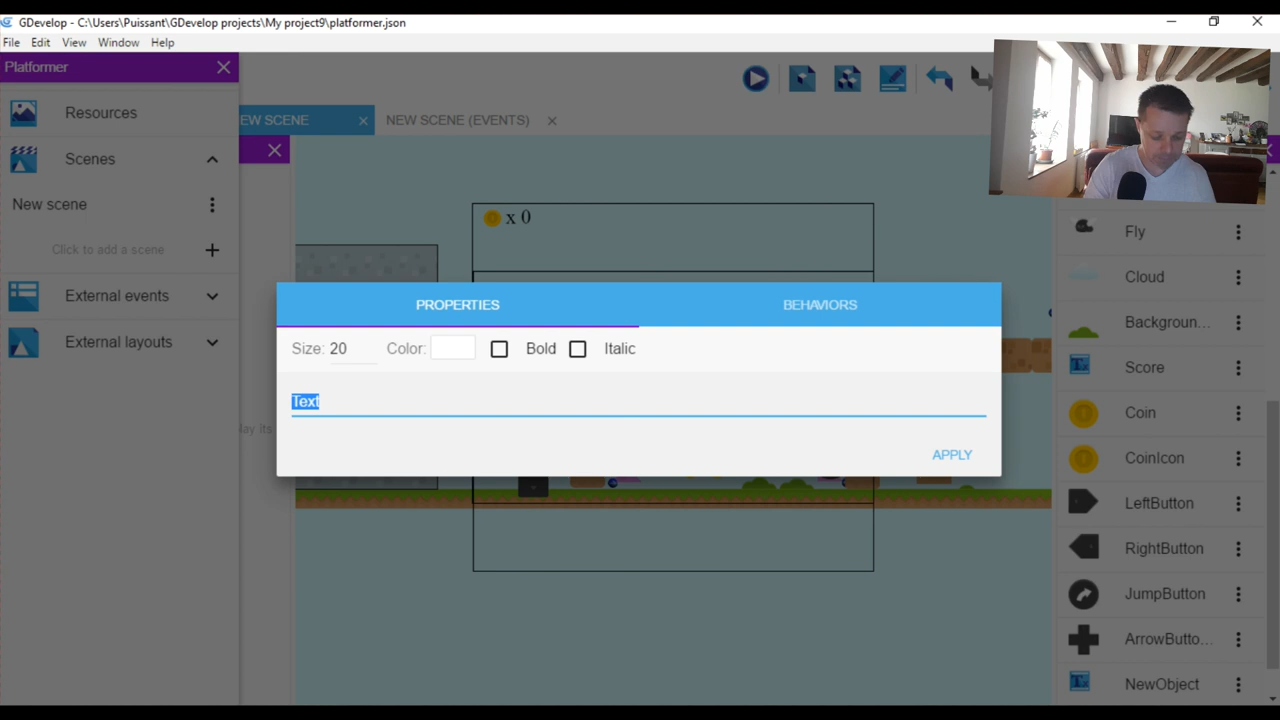 GDevelop - C:\Users\Puissant\GDevelop projects\My project9\platformer.json
File Edit View Window Help
Platformer
Resources
Scenes
New scene
Click to add a scene
External events
External layouts
EW SCENE
NEW SCENE (EVENTS)
x 0
PROPERTIES
BEHAVIORS
Size: 20 Color: Bold Italic
Text
APPLY
lay its
Fly
Cloud
Backgroun...
Score
Coin
CoinIcon
LeftButton
RightButton
JumpButton
ArrowButto...
NewObject